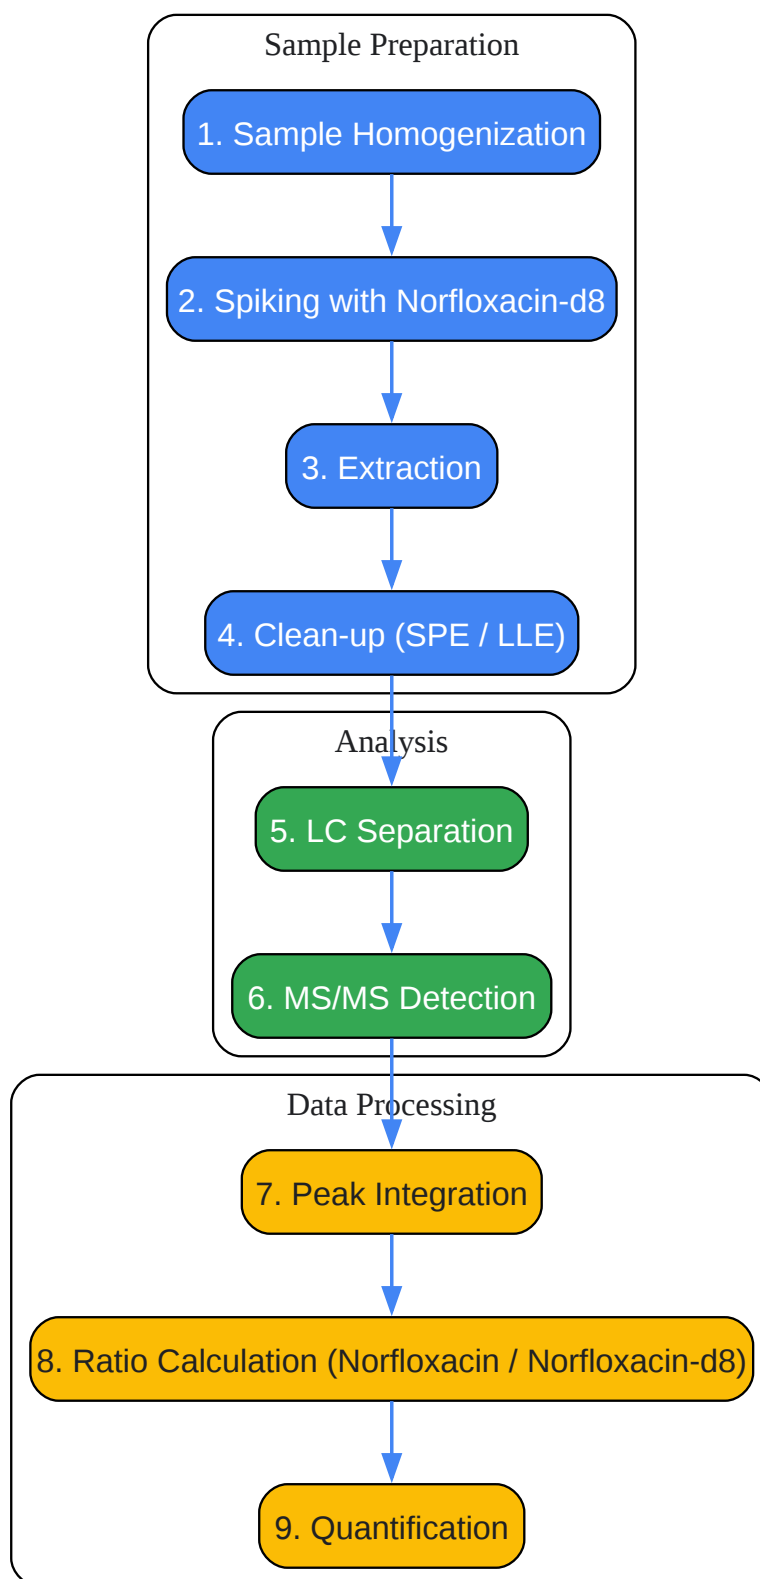 Sample Preparation
1. Sample Homogenization
2. Spiking with Norfloxacin-d8
3. Extraction
4. Clean-up (SPE / LLE)
Analysis
5. LC Separation
6. MS/MS Detection
Data Processing
7. Peak Integration
8. Ratio Calculation (Norfloxacin / Norfloxacin-d8)
9. Quantification